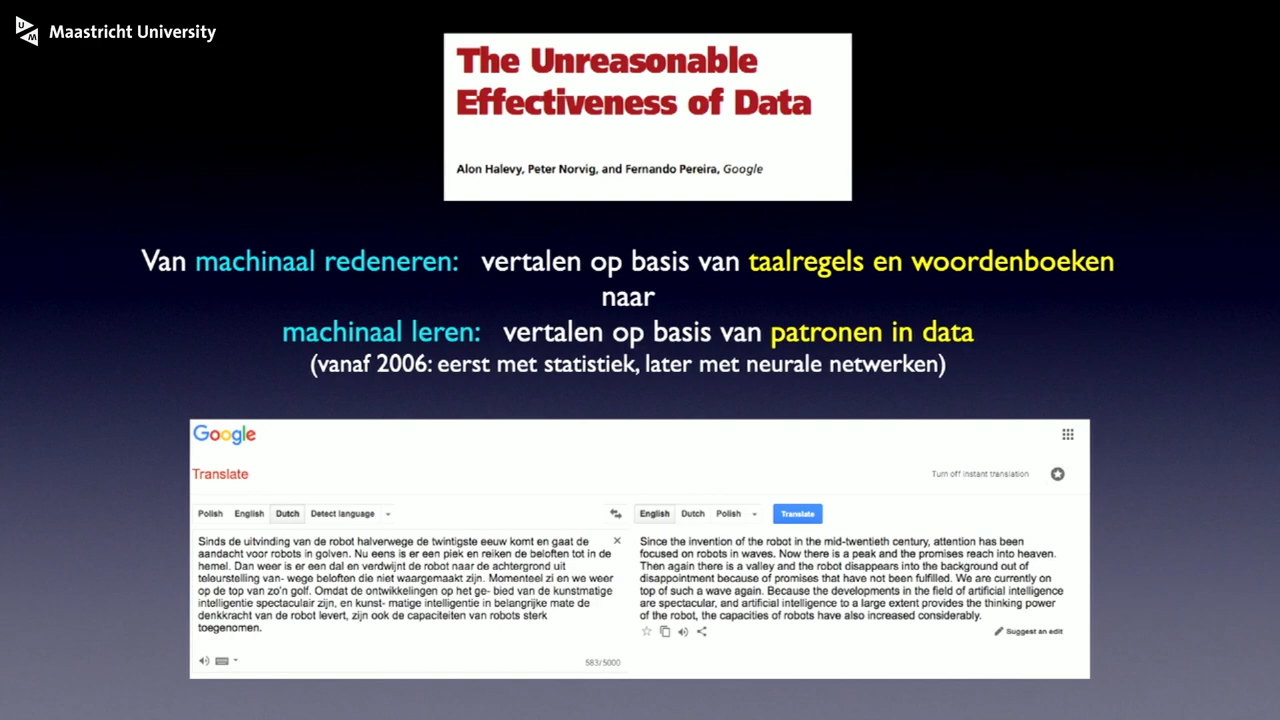 Maastricht University
The Unreasonable
Effectiveness of Data
Alon Halevy, Peter Norvig, and Fernando Pereira, Google
Van machinaal redeneren: vertalen op basis van taalregels en woordenboeken
naar
machinaal leren: vertalen op basis van patronen in data
(vanaf 2006: eerst met statistiek, later met neurale netwerken)
Google
Translate
Turn off instant translation
Polish English Dutch Detect language
English Dutch Polish Translate
Sinds de uitvinding van de robot halverwege de twintigste eeuw komt en gaat de
aandacht voor robots in golven. Nu eens is er een piek en reiken de beloften tot in de
hemel. Dan weer is er een dal en verdwijnt de robot naar de achtergrond uit
teleurstelling van- wege beloften die niet waargemaakt zijn. Momenteel zi en we weer
op de top van zo'n golf. Omdat de ontwikkelingen op het ge- bied van de kunstmatige
intelligentie spectaculair zijn, en kunst- matige intelligentie in belangrijke mate de
denkkracht van de robot levert, zijn ook de capaciteiten van robots sterk
toegenomen.
583/5000
Since the invention of the robot in the mid-twentieth century, attention has been
focused on robots in waves. Now there is a peak and the promises reach into heaven.
Then again there is a valley and the robot disappears into the background out of
disappointment because of promises that have not been fulfilled. We are currently on
top of such a wave again. Because the developments in the field of artificial intelligence
are spectacular, and artificial intelligence to a large extent provides the thinking power
of the robot, the capacities of robots have also increased considerably.
Suggest an edit